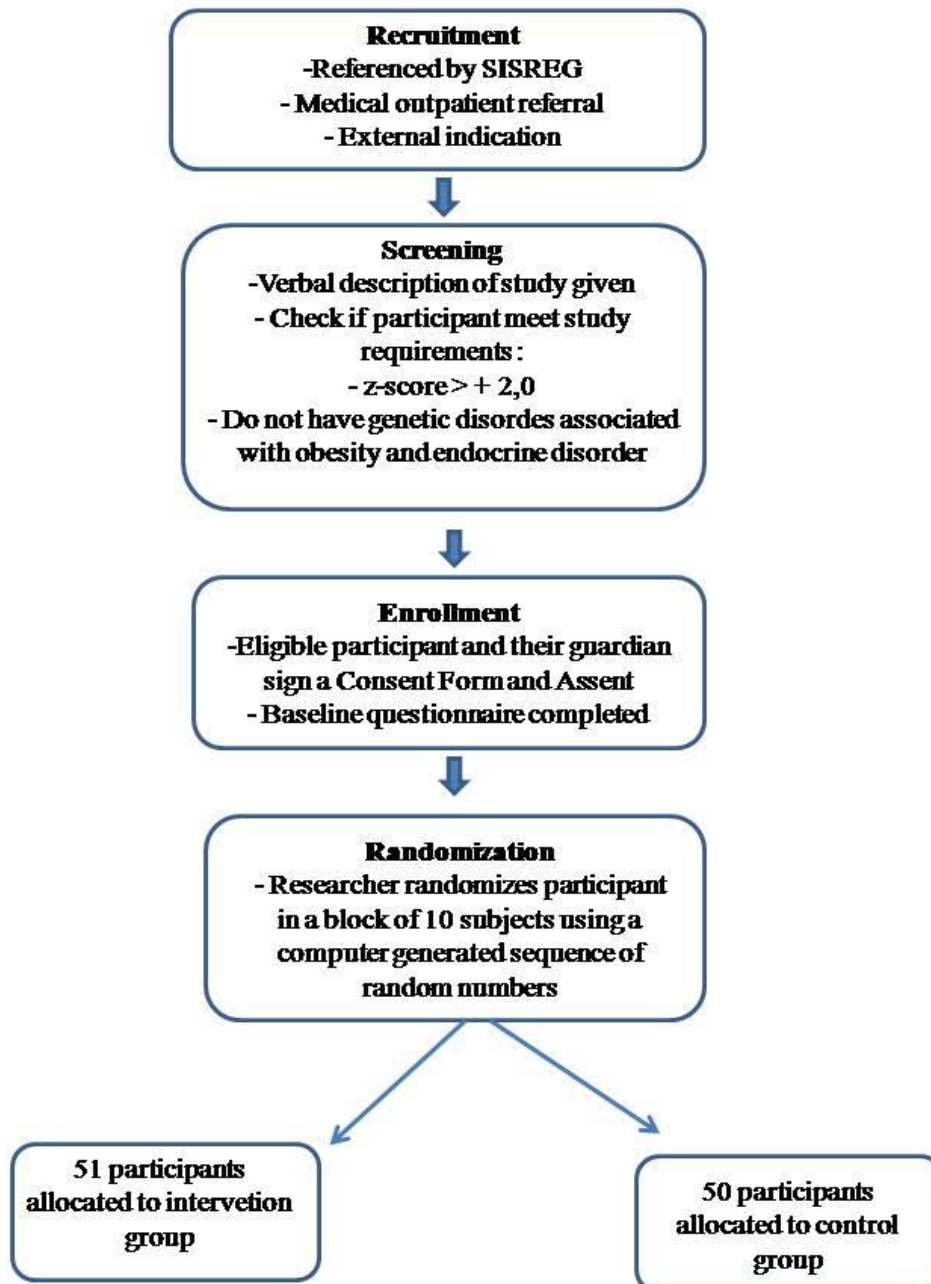 Recruitment
-Referenced by SISREG
- Medical outpatient referral
- External indication
Screening
-Verbal description of study given
- Check if participant meet study
requirements :
- z-score > + 2,0
- Do not have genetic disordes associated
with obesity and endocrine disorder
Enrollment
-Eligible participant and their guardian
sign a Consent Form and Assent
- Baseline questionnaire completed
Randomization
- Researcher randomizes participant
in a block of 10 subjects using a
computer generated sequence of
random numbers
51 participants
allocated to intervetion
group
50 participants
allocated to control
group